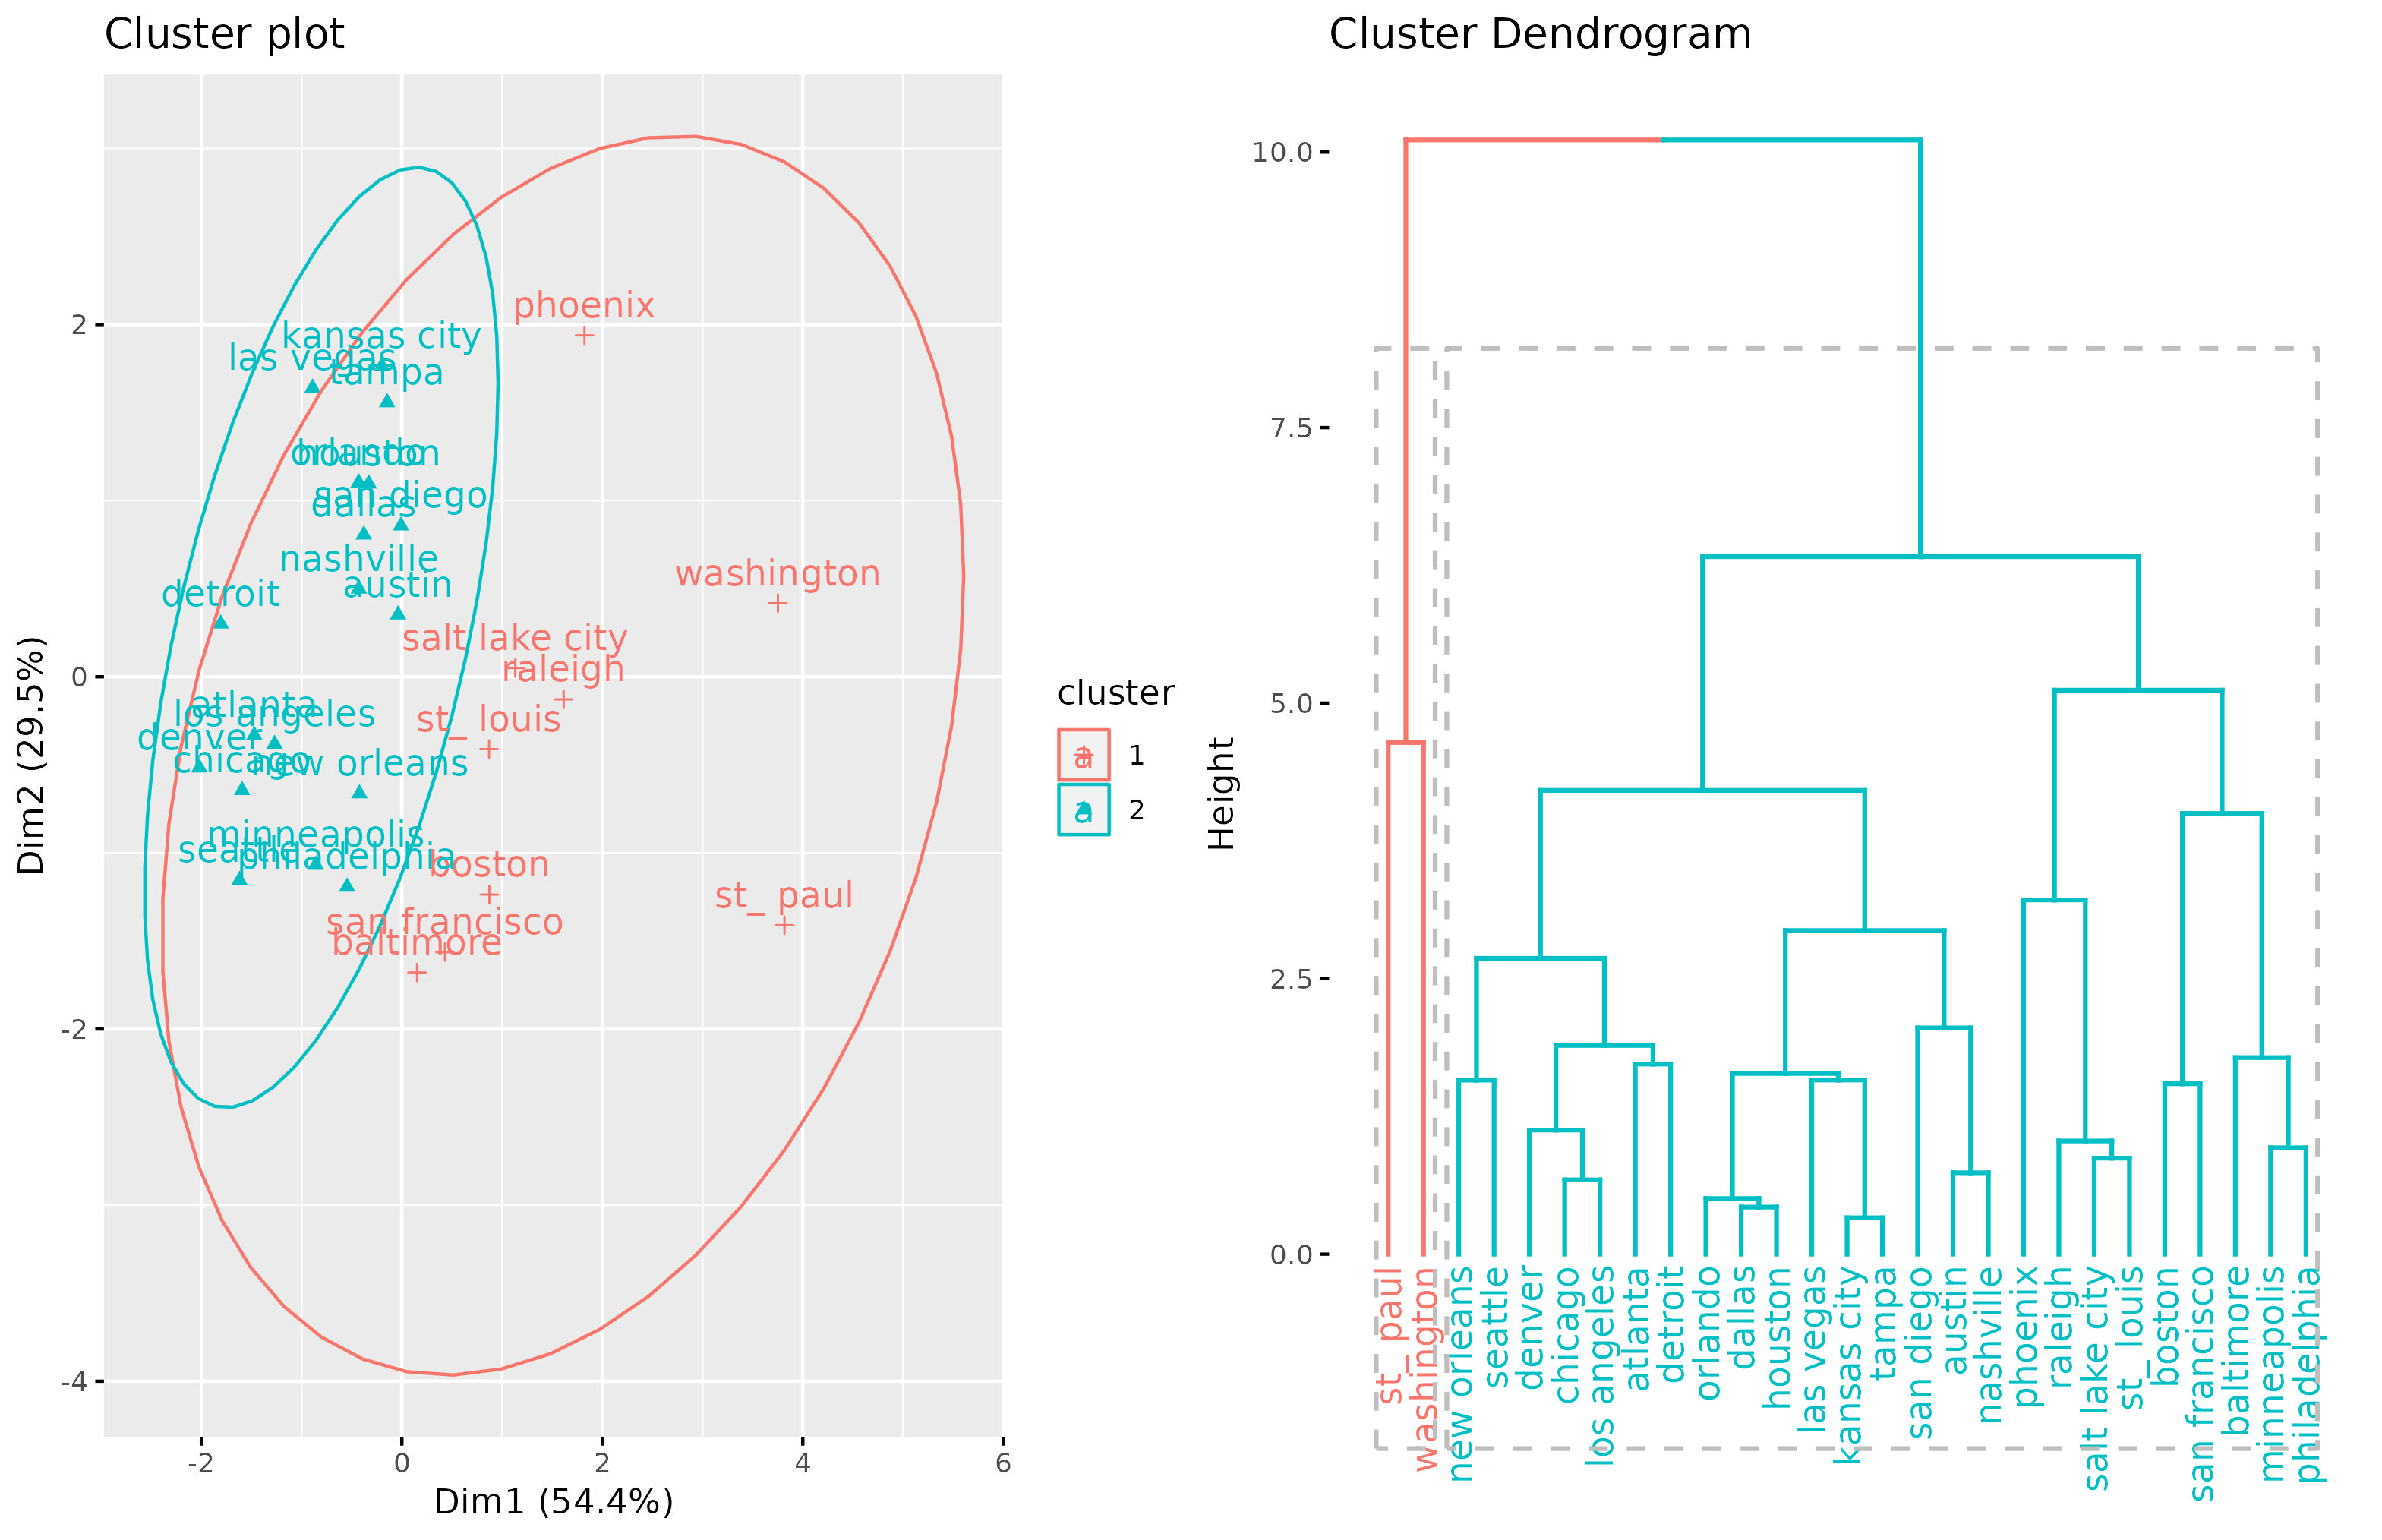 Cluster plot
phoenix
kansas city
las vegas
tampa
orlando
houston
san diego
dallas
nashville
austin
detroit
washington
salt lake city
raleigh
st_ louis
atlanta
los angeles
denver
chicago
new orleans
minneapolis
seattle
philadelphia
boston
st_ paul
san francisco
baltimore
2
0
-2
-4
-2
0
2
4
6
Dim1 (54.4%)
Dim2 (29.5%)
cluster
a 1
a 2
Cluster Dendrogram
10.0
7.5
5.0
2.5
0.0
Height
st_ paul
washington
new orleans
seattle
denver
chicago
los angeles
atlanta
detroit
orlando
dallas
houston
las vegas
kansas city
tampa
san diego
austin
nashville
phoenix
raleigh
salt lake city
st_ louis
boston
san francisco
baltimore
minneapolis
philadelphia